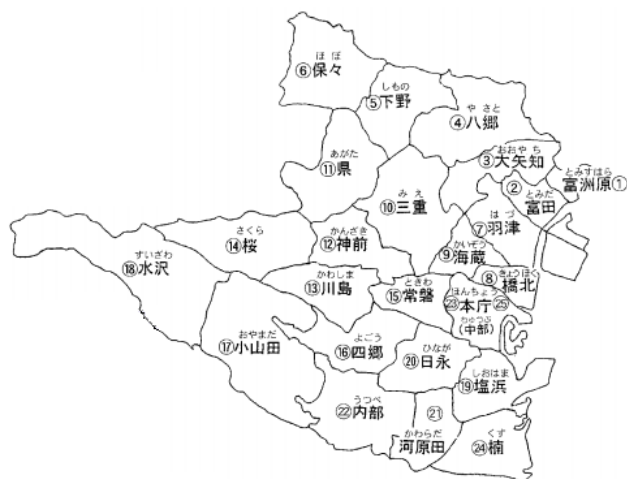 ほぼ
⑥保々
しもの
⑤下野
やさと
④八郷
おおやち
③大矢知
とみすはら
富洲原①
②
とみだ
富田
あがた
⑪県
みえ
⑩三重
はづ
⑦羽津
さくら
⑭桜
かんざき
⑫神前
かいぞう
⑨海蔵
すいざわ
⑱水沢
きょうほく
⑧橋北
かわしま
⑬川島
ときわ
⑮常磐
ほんちょう
㉓本庁㉕
ちゅうぶ
(中部)
おやまだ
⑰小山田
よごう
⑯四郷
ひなが
⑳日永
しおはま
⑲塩浜
うつべ
㉒内部
㉑
かわらだ
河原田
くす
㉔楠